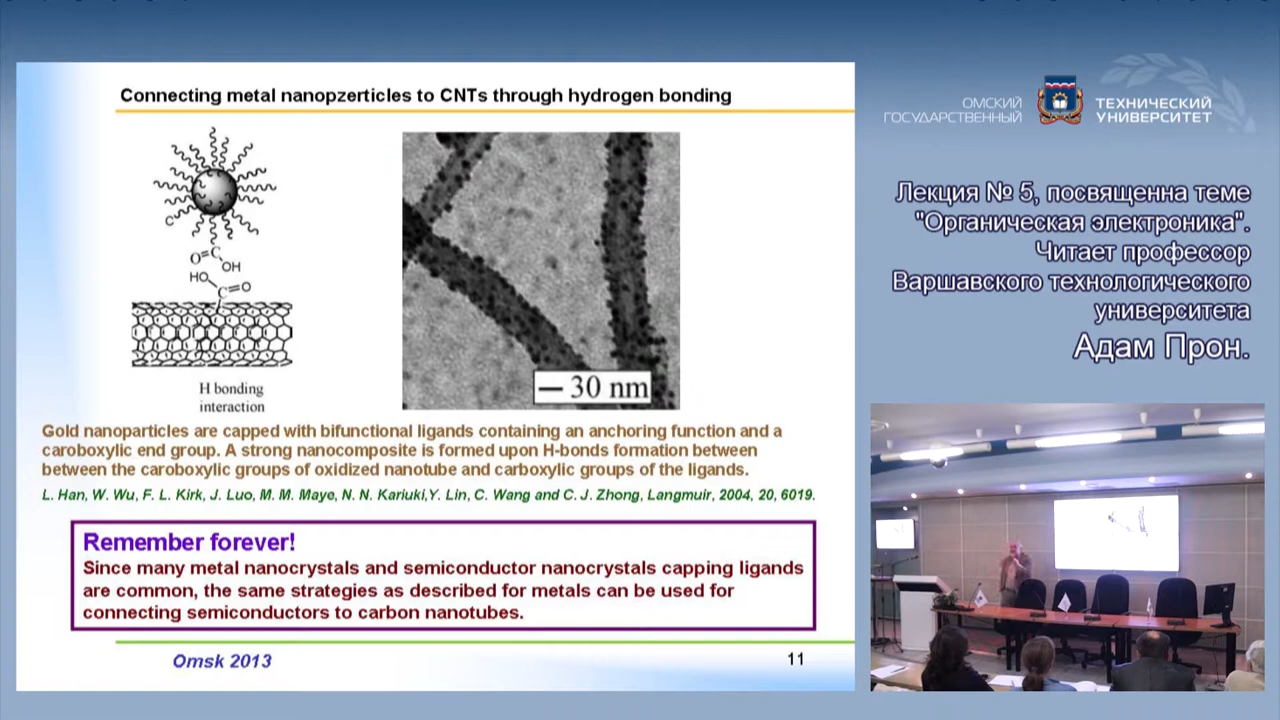 Connecting metal nanopzerticles to CNTs through hydrogen bonding
C
O=C
OH
HO
C=O
H bonding
interaction
30 nm
Gold nanoparticles are capped with bifunctional ligands containing an anchoring function and a
caroboxylic end group. A strong nanocomposite is formed upon H-bonds formation between
between the caroboxylic groups of oxidized nanotube and carboxylic groups of the ligands.
L. Han, W. Wu, F. L. Kirk, J. Luo, M. M. Maye, N. N. Kariuki,Y. Lin, C. Wang and C. J. Zhong, Langmuir, 2004, 20, 6019.
Remember forever!
Since many metal nanocrystals and semiconductor nanocrystals capping ligands
are common, the same strategies as described for metals can be used for
connecting semiconductors to carbon nanotubes.
Omsk 2013
11
ОМСКИЙ
ГОСУДАРСТВЕННЫЙ
ТЕХНИЧЕСКИЙ
УНИВЕРСИТЕТ
Лекция № 5, посвященна теме
"Органическая электроника".
Читает профессор
Варшавского технологического
университета
Адам Прон.